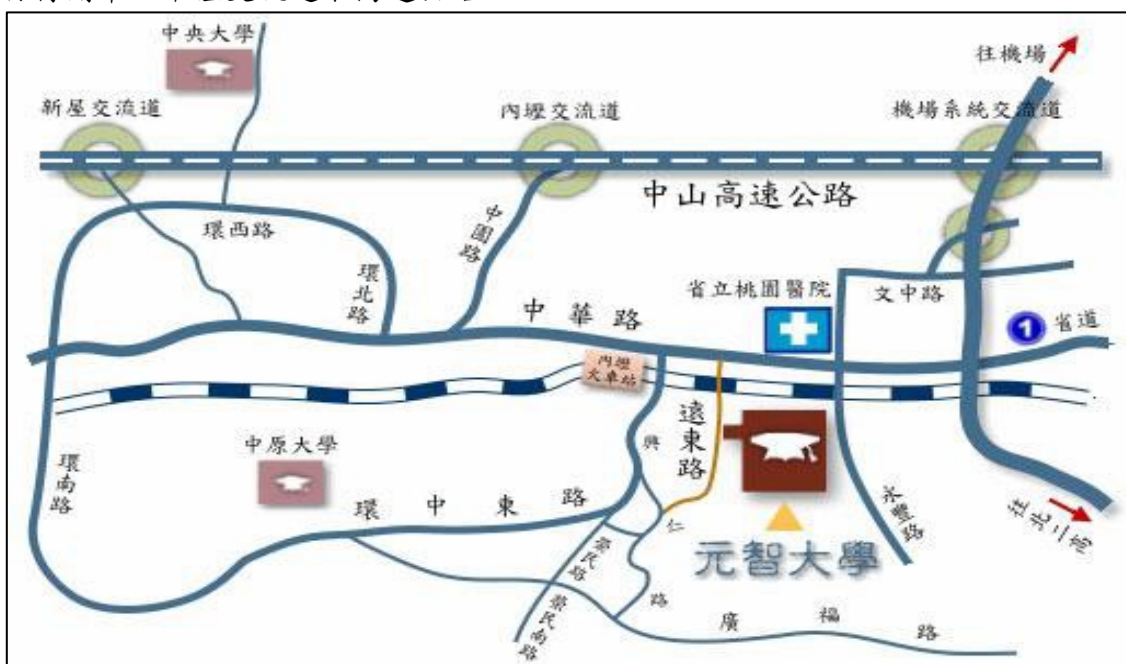 中央大學
往機場
新屋交流道
內壢交流道
機場系統交流道
中山高速公路
環西路
中園路
環北路
省立桃園醫院
文中路
中華路
1
省道
內壢
火車站
遠東路
中原大學
興仁路
環南路
環中東路
永豐路
往北二高
元智大學
榮民路
榮民南路
廣福路